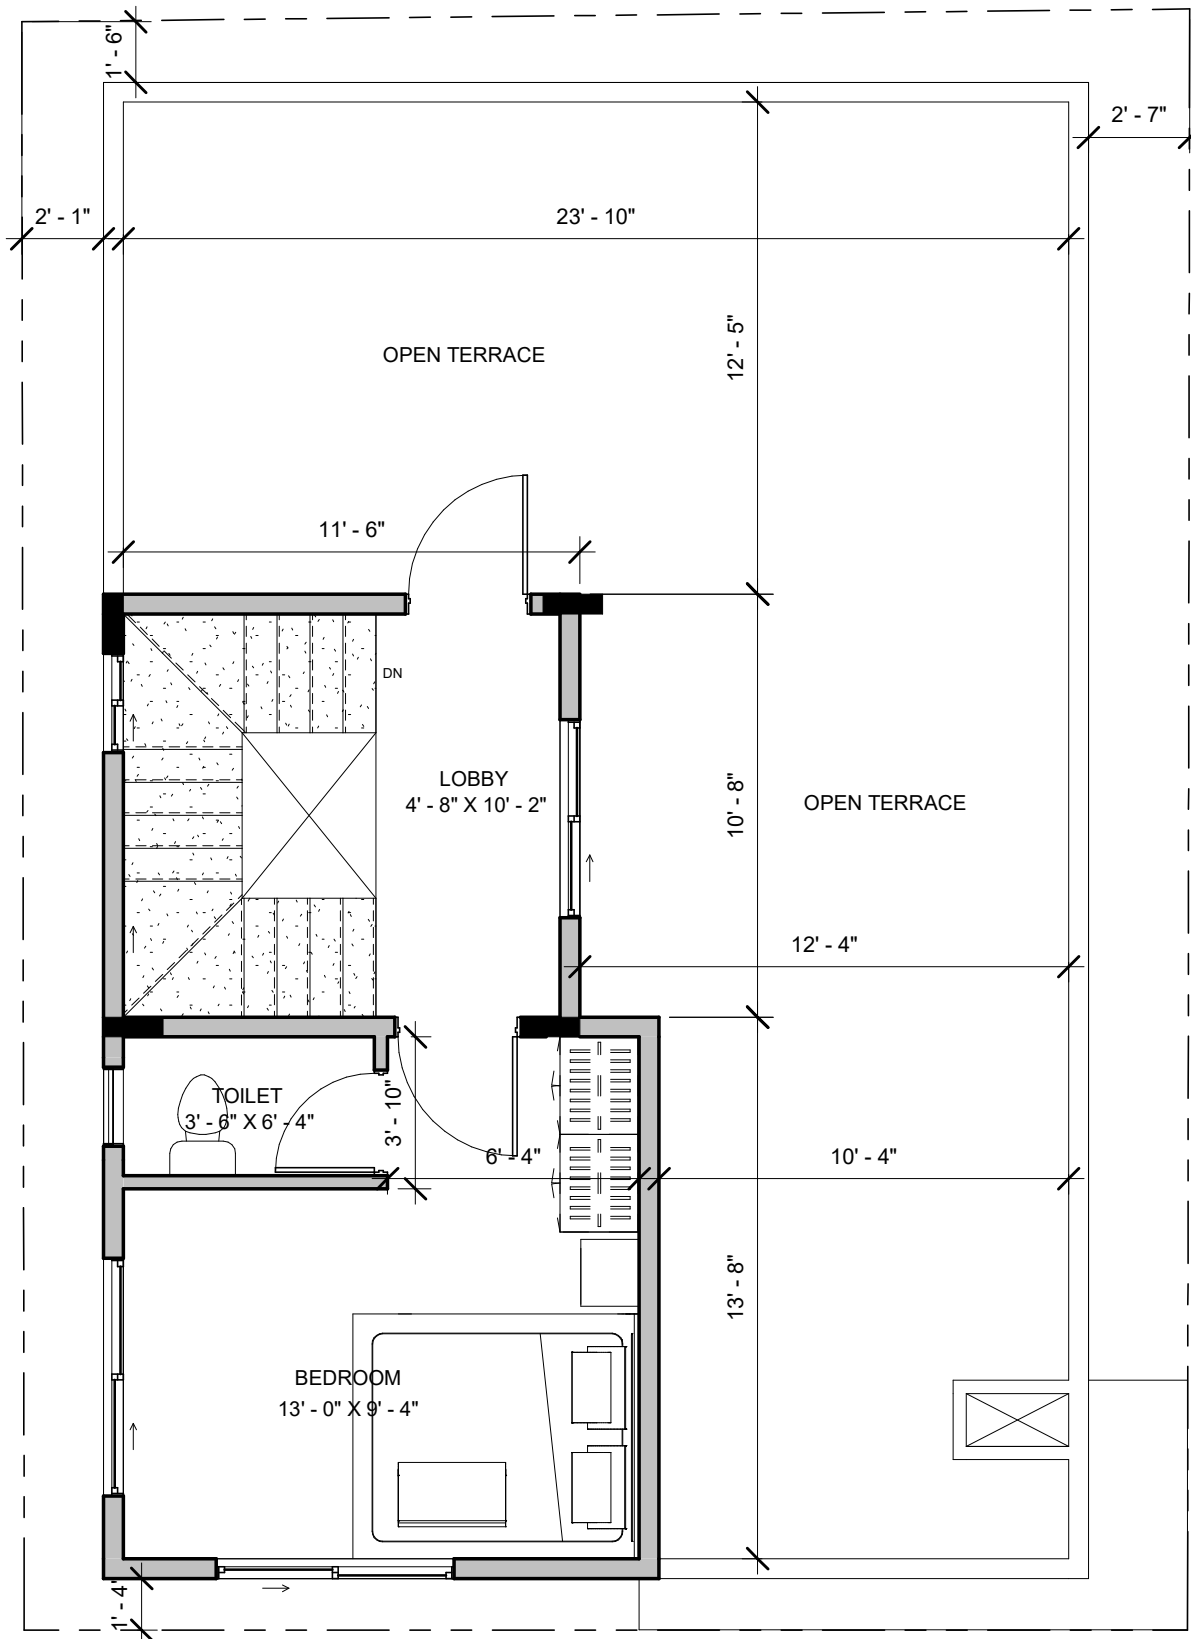 1' - 6"
2' - 7"
2' - 1"
23' - 10"
12' - 5"
OPEN TERRACE
11' - 6"
DN
LOBBY
4' - 8" X 10' - 2"
10' - 8"
OPEN TERRACE
12' - 4"
TOILET
3' - 6" X 6' - 4"
3' - 10"
6' - 4"
10' - 4"
13' - 8"
BEDROOM
13' - 0" X 9' - 4"
1' - 4"